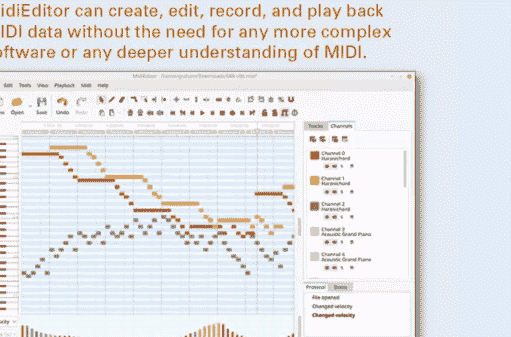 idiEditor can create, edit, record, and play back
IDI data without the need for any more complex
oftware or any deeper understanding of MIDI.
Edit Tools View Playback Midi Help
Open Save Undo Redo
Tracks Channels
Channel 0
Harpsichord
Channel 1
Harpsichord
Channel 2
Harpsichord
Channel 3
Acoustic Grand Piano
Channel 4
Acoustic Grand Piano
Protocol
File opened
Changed velocity
Changed velocity